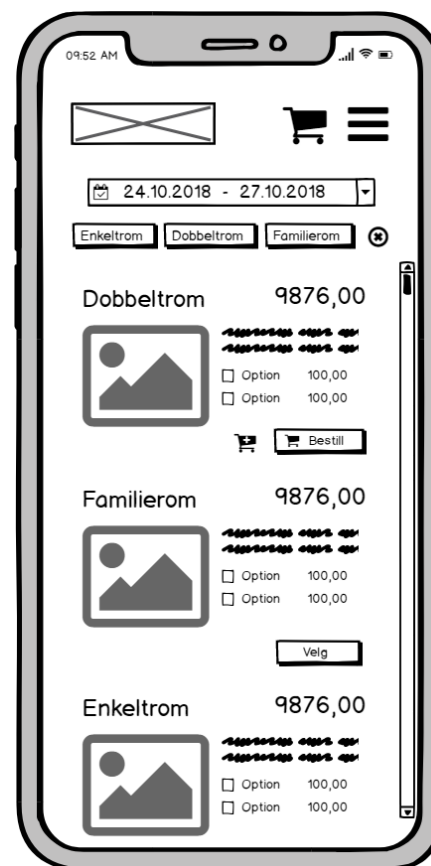 09:52 AM
24.10.2018 - 27.10.2018
Enkeltrom Dobbeltrom Familierom
Dobbeltrom 9876,00
Option 100,00
Option 100,00
Bestill
Familierom 9876,00
Option 100,00
Option 100,00
Velg
Enkeltrom 9876,00
Option 100,00
Option 100,00